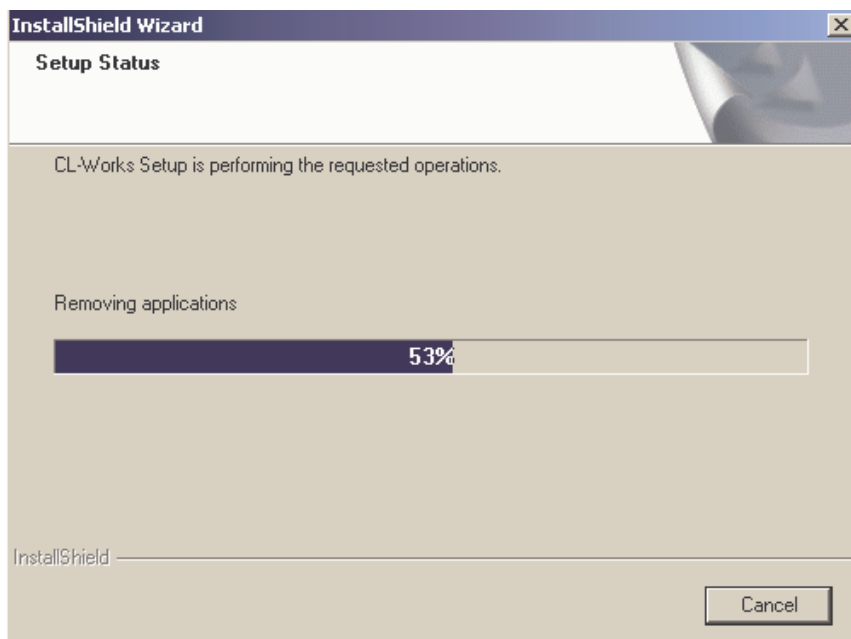 InstallShield Wizard
Setup Status
CL-Works Setup is performing the requested operations.
Removing applications
53%
InstallShield
Cancel